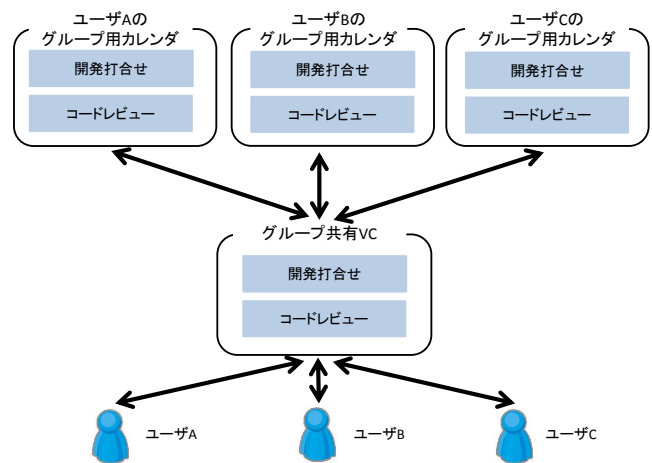 ユーザAの
グループ用カレンダ
開発打合せ
コードレビュー
ユーザBの
グループ用カレンダ
開発打合せ
コードレビュー
ユーザCの
グループ用カレンダ
開発打合せ
コードレビュー
グループ共有VC
開発打合せ
コードレビュー
ユーザA
ユーザB
ユーザC